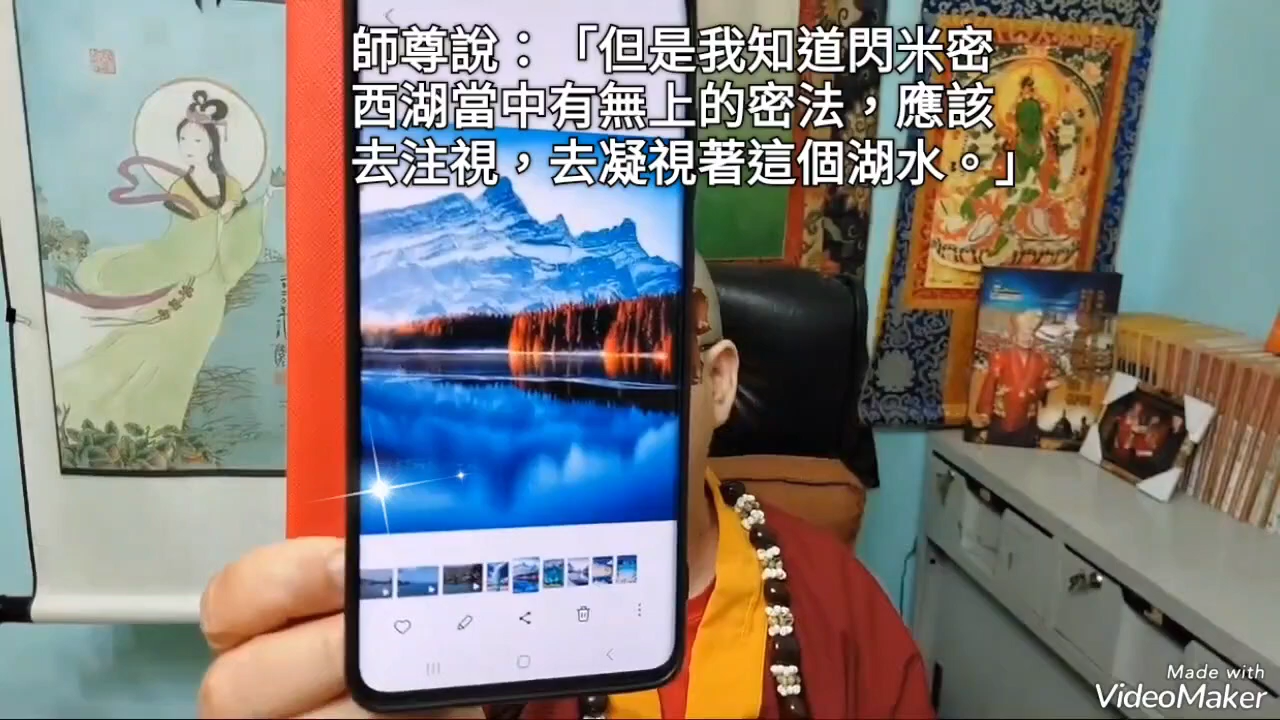 師尊說：「但是我知道閃米密
西湖當中有無上的密法，應該
去注視，去凝視著這個湖水。」
Made with
VideoMaker